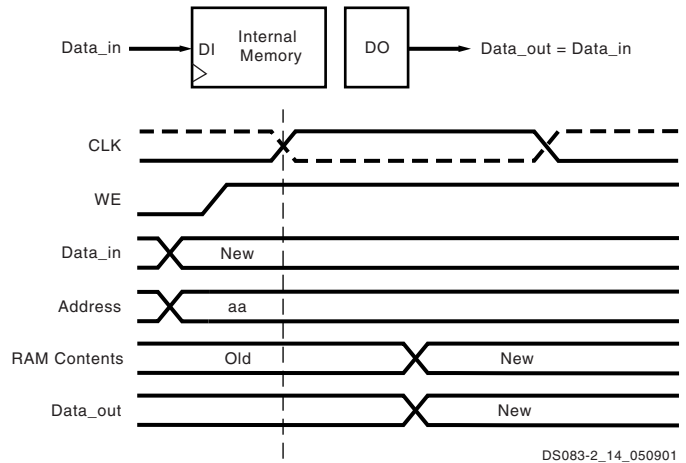 Data_in
DI
Internal
Memory
DO
Data_out = Data_in
CLK
WE
Data_in
New
Address
aa
RAM Contents
Old
New
Data_out
New
DS083-2_14_050901